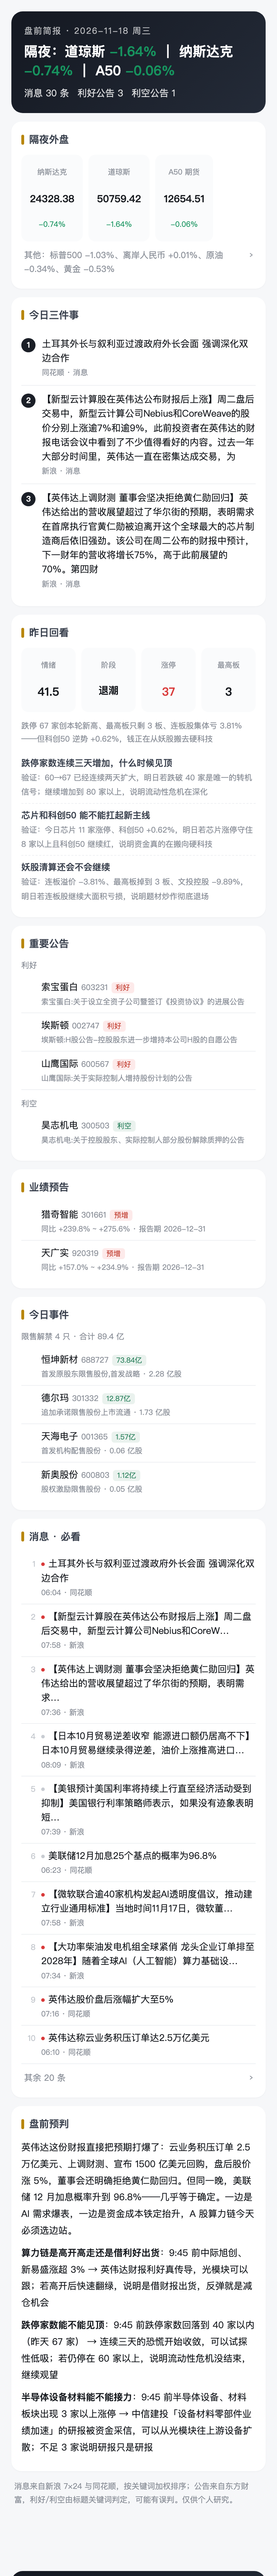 盘前简报 · 2026-11-18 周三
隔夜：道琼斯 −1.64% ｜ 纳斯达克
−0.74% ｜ A50 −0.06%
消息 30 条 利好公告 3 利空公告 1
隔夜外盘
纳斯达克 道琼斯 A50 期货
24328.38 50759.42 12654.51
−0.74% −1.64% −0.06%
其他：标普500 −1.03%、离岸人民币 +0.01%、原油 ›
−0.34%、黄金 −0.53%
今日三件事
1 土耳其外长与叙利亚过渡政府外长会面 强调深化双
边合作
同花顺 · 消息
2 【新型云计算股在英伟达公布财报后上涨】周二盘后
交易中，新型云计算公司Nebius和CoreWeave的股
价分别上涨逾7%和逾9%，此前投资者在英伟达的财
报电话会议中看到了不少值得看好的内容。过去一年
大部分时间里，英伟达一直在密集达成交易，为
新浪 · 消息
3 【英伟达上调财测 董事会坚决拒绝黄仁勋回归】英
伟达给出的营收展望超过了华尔街的预期，表明需求
在首席执行官黄仁勋被迫离开这个全球最大的芯片制
造商后依旧强劲。该公司在周二公布的财报中预计，
下一财年的营收将增长75%，高于此前展望的
70%。第四财
新浪 · 消息
昨日回看
情绪 阶段 涨停 最高板
41.5 退潮 37 3
跌停 67 家创本轮新高、最高板只剩 3 板、连板股集体亏 3.81%
——但科创50 逆势 +0.62%，钱正在从妖股搬去硬科技
跌停家数连续三天增加，什么时候见顶
验证：60→67 已经连续两天扩大，明日若跌破 40 家是唯一的转机
信号；继续增加到 80 家以上，说明流动性危机在深化
芯片和科创50 能不能扛起新主线
验证：今日芯片 11 家涨停、科创50 +0.62%，明日若芯片涨停守住
8 家以上且科创50 继续红，说明资金真的在搬向硬科技
妖股清算还会不会继续
验证：连板溢价 −3.81%、最高板掉到 3 板、文投控股 −9.89%，
明日若连板股继续大面积亏损，说明题材炒作彻底退场
重要公告
利好
索宝蛋白 603231 利好
索宝蛋白:关于设立全资子公司暨签订《投资协议》的进展公告
埃斯顿 002747 利好
埃斯顿:H股公告-控股股东进一步增持本公司H股的自愿公告
山鹰国际 600567 利好
山鹰国际:关于实际控制人增持股份计划的公告
利空
昊志机电 300503 利空
昊志机电:关于控股股东、实际控制人部分股份解除质押的公告
业绩预告
猎奇智能 301661 预增
同比 +239.8% ~ +275.6% · 报告期 2026-12-31
天广实 920319 预增
同比 +157.0% ~ +234.9% · 报告期 2026-12-31
今日事件
限售解禁 4 只 · 合计 89.4 亿
恒坤新材 688727 73.84亿
首发原股东限售股份,首发战略 · 2.28 亿股
德尔玛 301332 12.87亿
追加承诺限售股份上市流通 · 1.73 亿股
天海电子 001365 1.57亿
首发机构配售股份 · 0.06 亿股
新奥股份 600803 1.12亿
股权激励限售股份 · 0.05 亿股
消息 · 必看
1 土耳其外长与叙利亚过渡政府外长会面 强调深化双
边合作
06:04 · 同花顺
2 【新型云计算股在英伟达公布财报后上涨】周二盘
后交易中，新型云计算公司Nebius和CoreW…
07:58 · 新浪
3 【英伟达上调财测 董事会坚决拒绝黄仁勋回归】英
伟达给出的营收展望超过了华尔街的预期，表明需
求…
07:36 · 新浪
4 【日本10月贸易逆差收窄 能源进口额仍居高不下】
日本10月贸易继续录得逆差，油价上涨推高进口…
08:09 · 新浪
5 【美银预计美国利率将持续上行直至经济活动受到
抑制】美国银行利率策略师表示，如果没有迹象表明
短…
07:39 · 新浪
6 美联储12月加息25个基点的概率为96.8%
06:23 · 同花顺
7 【微软联合逾40家机构发起AI透明度倡议，推动建
立行业通用标准】当地时间11月17日，微软董…
07:58 · 新浪
8 【大功率柴油发电机组全球紧俏 龙头企业订单排至
2028年】随着全球AI（人工智能）算力基础设…
07:34 · 新浪
9 英伟达股价盘后涨幅扩大至5%
07:16 · 同花顺
10 英伟达称云业务积压订单达2.5万亿美元
06:10 · 同花顺
其余 20 条 ›
盘前预判
英伟达这份财报直接把预期打爆了：云业务积压订单 2.5
万亿美元、上调财测、宣布 1500 亿美元回购，盘后股价
涨 5%，董事会还明确拒绝黄仁勋回归。但同一晚，美联
储 12 月加息概率升到 96.8%——几乎等于确定。一边是
AI 需求爆表，一边是资金成本铁定抬升，A 股算力链今天
必须选边站。
算力链是高开高走还是借利好出货：9:45 前中际旭创、
新易盛涨超 3% → 英伟达财报利好真传导，光模块可以
跟；若高开后快速翻绿，说明是借财报出货，反弹就是减
仓机会
跌停家数能不能见顶：9:45 前跌停家数回落到 40 家以内
（昨天 67 家） → 连续三天的恐慌开始收敛，可以试探
性低吸；若仍停在 60 家以上，说明流动性危机没结束，
继续观望
半导体设备材料能不能接力：9:45 前半导体设备、材料
板块出现 3 家以上涨停 → 中信建投「设备材料零部件业
绩加速」的研报被资金采信，可以从光模块往上游设备扩
散；不足 3 家说明研报只是研报
消息来自新浪 7×24 与同花顺，按关键词加权排序；公告来自东方财
富，利好/利空由标题关键词判定，可能有误判。仅供个人研究。